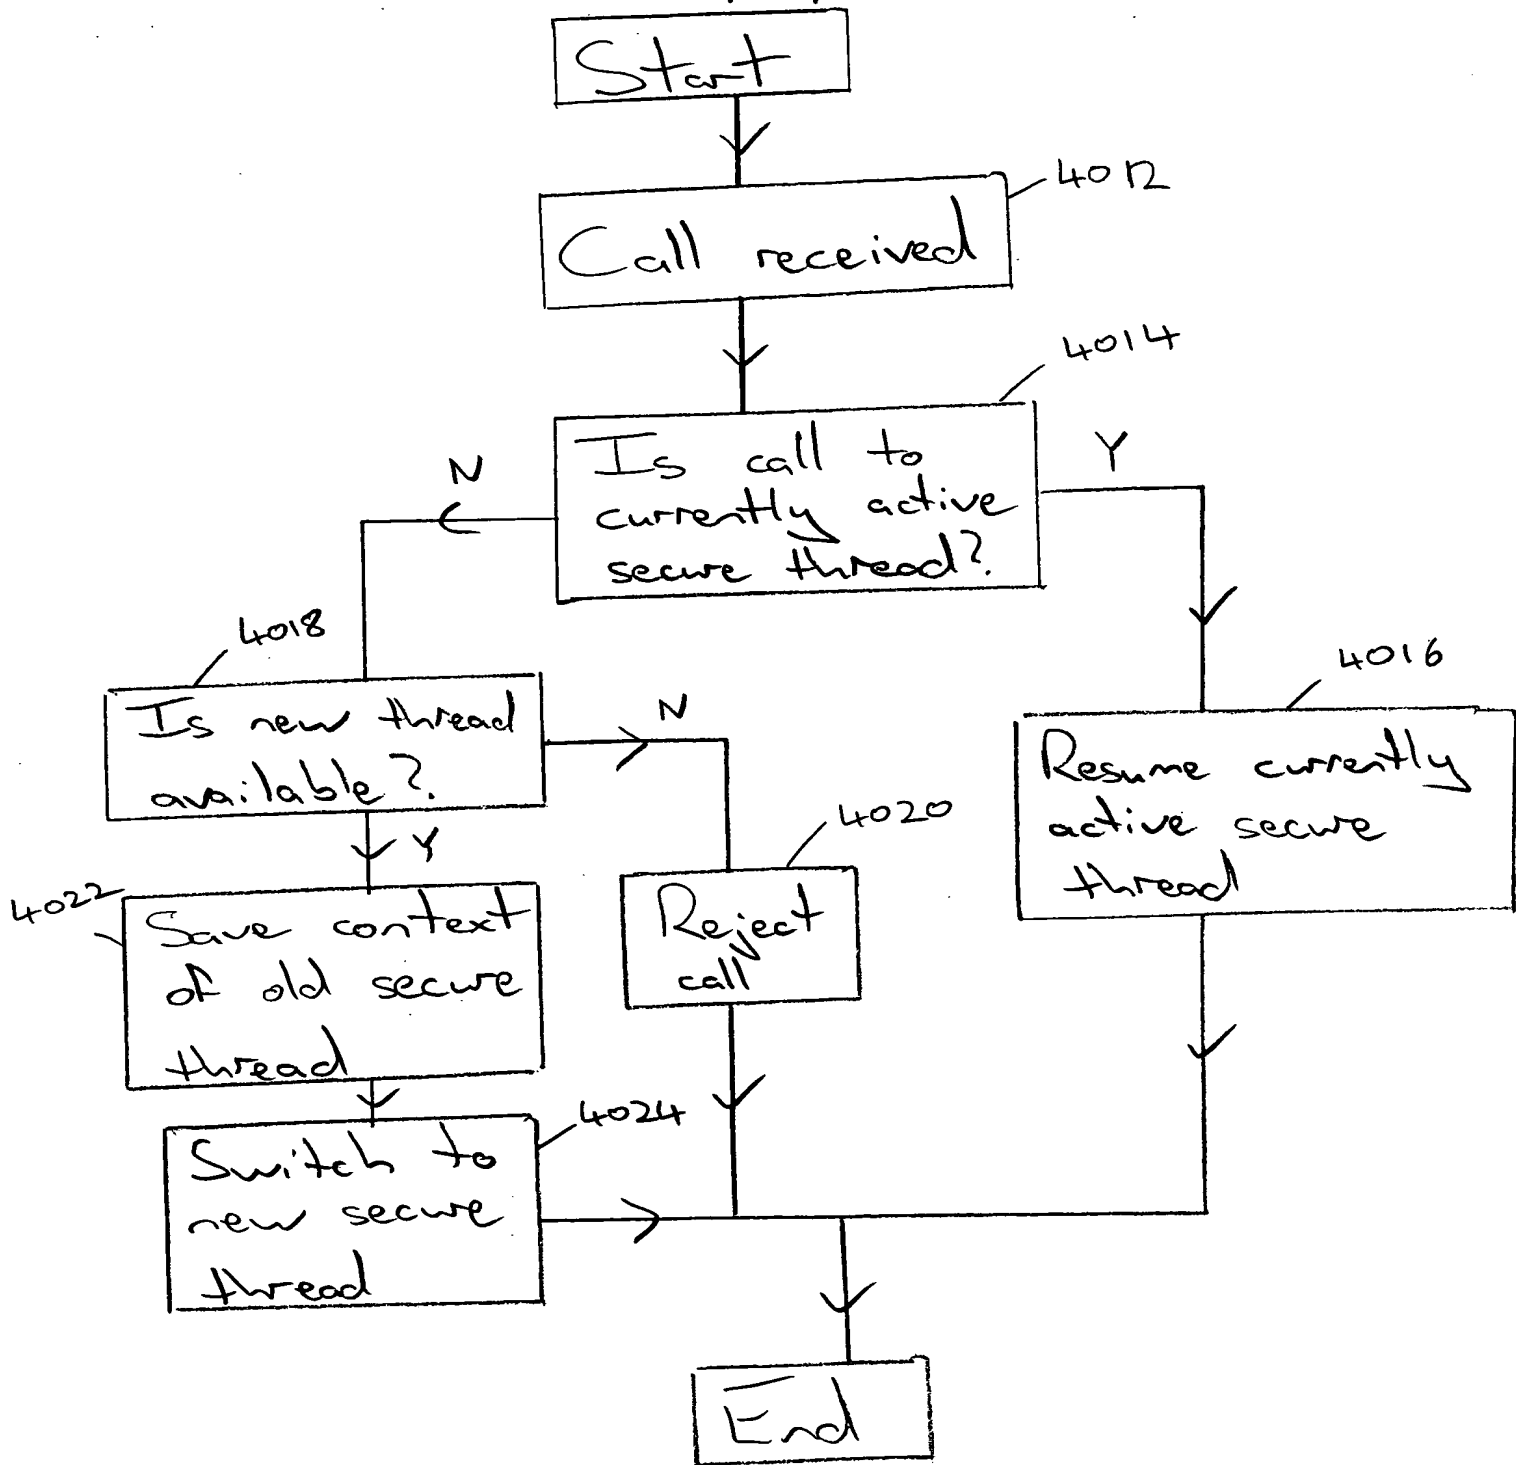 Start
4012
Call received
4014
Is call to
currently active
secure thread?
N
Y
4018
Is new thread
available?
N
Y
4016
Resume currently
active secure
thread
4020
Reject
call
4022
Save context
of old secure
thread
4024
Switch to
new secure
thread
End